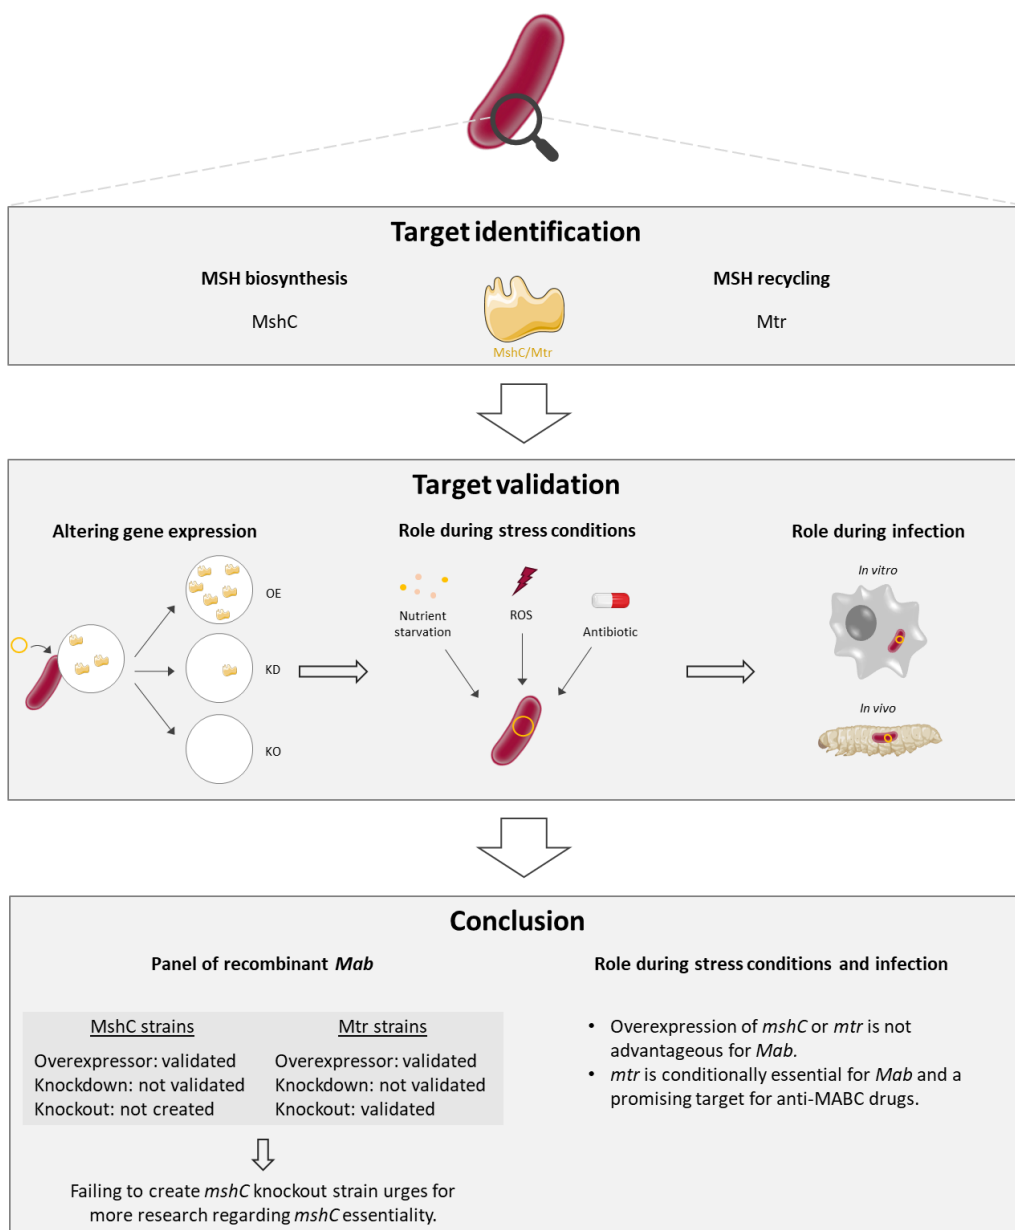 Target identification
MSH biosynthesis
MshC
MshC/Mtr
MSH recycling
Mtr
Target validation
Altering gene expression
OE
KD
KO
Role during stress conditions
Nutrient
starvation
ROS
Antibiotic
Role during infection
In vitro
In vivo
Conclusion
Panel of recombinant Mab
MshC strains
Overexpressor: validated
Knockdown: not validated
Knockout: not created
Mtr strains
Overexpressor: validated
Knockdown: not validated
Knockout: validated
Failing to create mshC knockout strain urges for
more research regarding mshC essentiality.
Role during stress conditions and infection
• Overexpression of mshC or mtr is not
advantageous for Mab.
• mtr is conditionally essential for Mab and a
promising target for anti-MABC drugs.